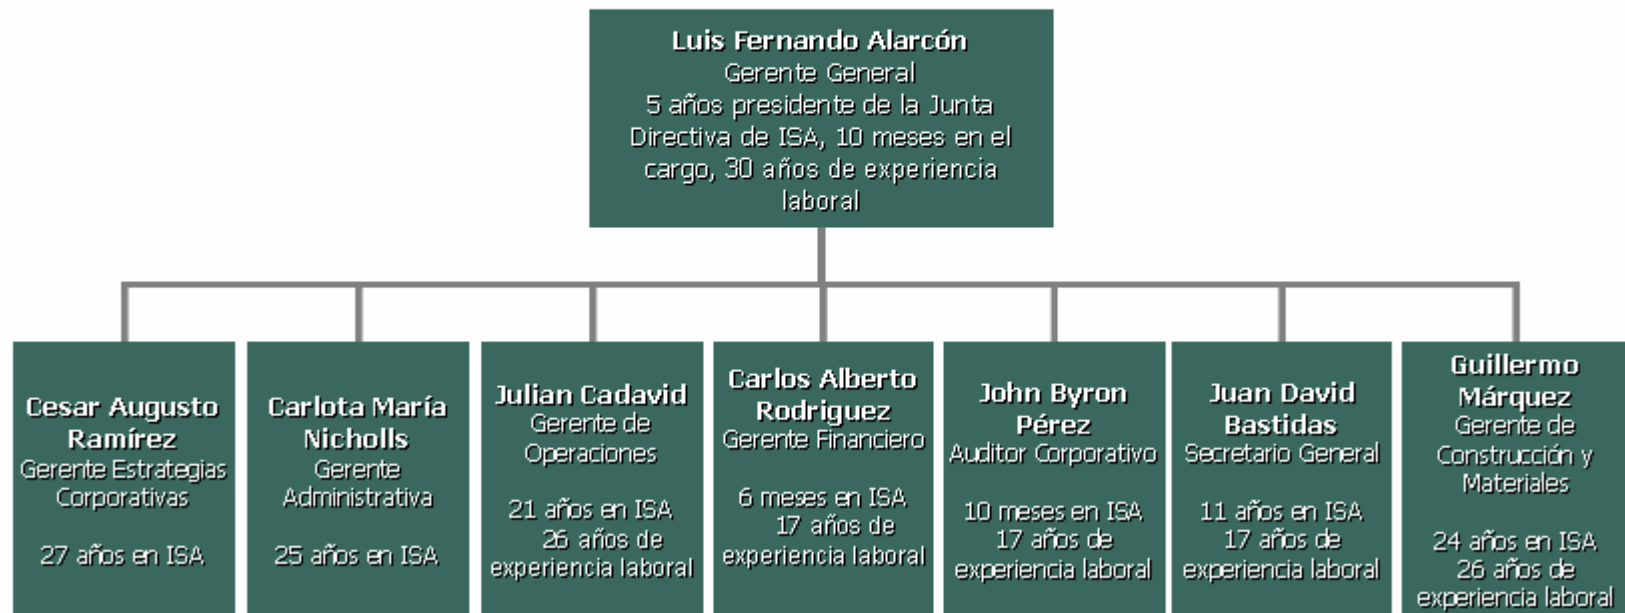 Luis Fernando Alarcón
Gerente General
5 años presidente de la Junta
Directiva de ISA, 10 meses en el
cargo, 30 años de experiencia
laboral
Cesar Augusto
Ramírez
Gerente Estrategias
Corporativas
27 años en ISA
Carlota María
Nicholls
Gerente
Administrativa
25 años en ISA
Julian Cadavid
Gerente de
Operaciones
21 años en ISA
26 años de
experiencia laboral
Carlos Alberto
Rodriguez
Gerente Financiero
6 meses en ISA
17 años de
experiencia laboral
John Byron
Pérez
Auditor Corporativo
10 meses en ISA
17 años de
experiencia laboral
Juan David
Bastidas
Secretario General
11 años en ISA
17 años de
experiencia laboral
Guillermo
Márquez
Gerente de
Construcción y
Materiales
24 años en ISA
26 años de
experiencia laboral